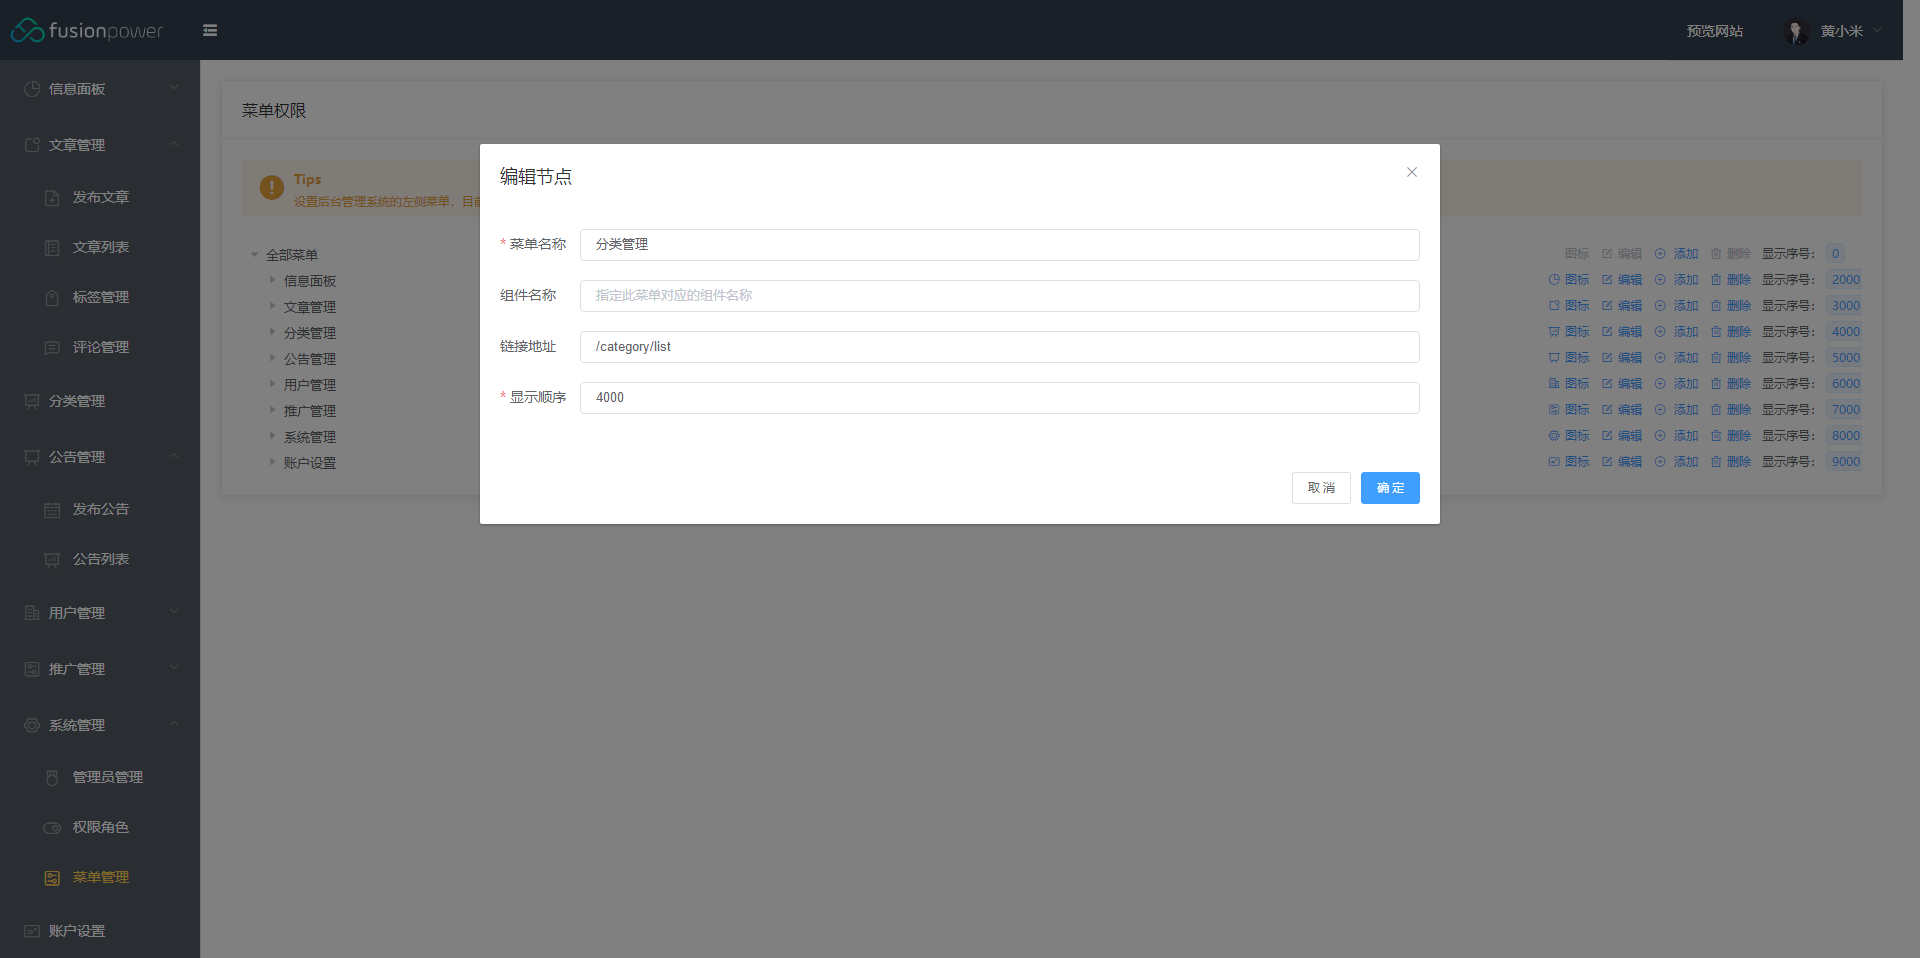 fusionpower
预览网站
黄小米
信息面板
文章管理
发布文章
文章列表
标签管理
评论管理
分类管理
公告管理
发布公告
公告列表
用户管理
推广管理
系统管理
管理员管理
权限角色
菜单管理
账户设置
菜单权限
Tips
设置后台管理系统的左侧菜单，目前
全部菜单 图标 编辑 添加 删除 显示序号： 0
信息面板 图标 编辑 添加 删除 显示序号： 2000
文章管理 图标 编辑 添加 删除 显示序号： 3000
分类管理 图标 编辑 添加 删除 显示序号： 4000
公告管理 图标 编辑 添加 删除 显示序号： 5000
用户管理 图标 编辑 添加 删除 显示序号： 6000
推广管理 图标 编辑 添加 删除 显示序号： 7000
系统管理 图标 编辑 添加 删除 显示序号： 8000
账户设置 图标 编辑 添加 删除 显示序号： 9000
编辑节点
* 菜单名称 分类管理
组件名称 指定此菜单对应的组件名称
链接地址 /category/list
* 显示顺序 4000
取消 确定